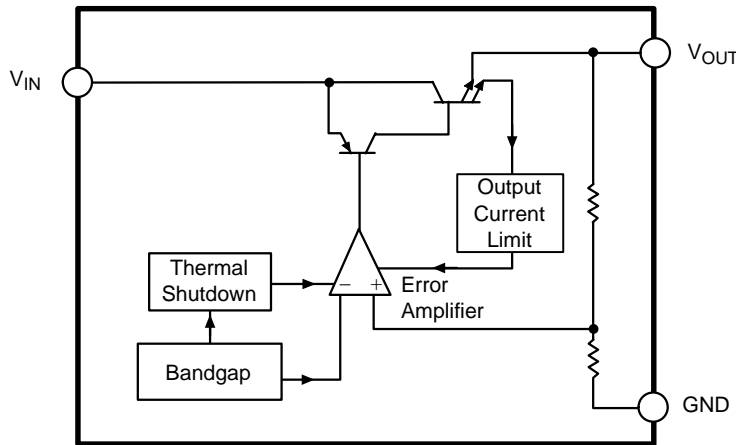 V_IN
V_OUT
Output
Current
Limit
Thermal
Shutdown
−
+
Error
Amplifier
Bandgap
GND